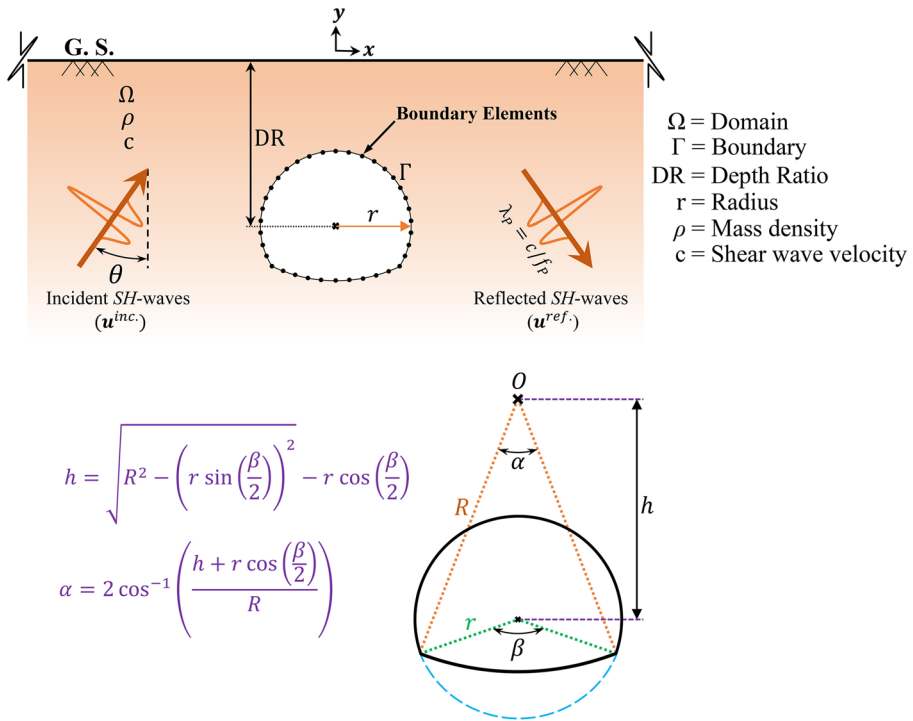 y
x
G. S.
Ω
ρ
c
DR
Boundary Elements
Γ
r
θ
λ_P = c/f_P
Incident SH-waves
(u^{inc.})
Reflected SH-waves
(u^{ref.})
Ω = Domain
Γ = Boundary
DR = Depth Ratio
r = Radius
ρ = Mass density
c = Shear wave velocity
h = √(R² − (r sin(β/2))²) − r cos(β/2)
α = 2 cos⁻¹((h + r cos(β/2))/R)
O
α
R
h
r
β